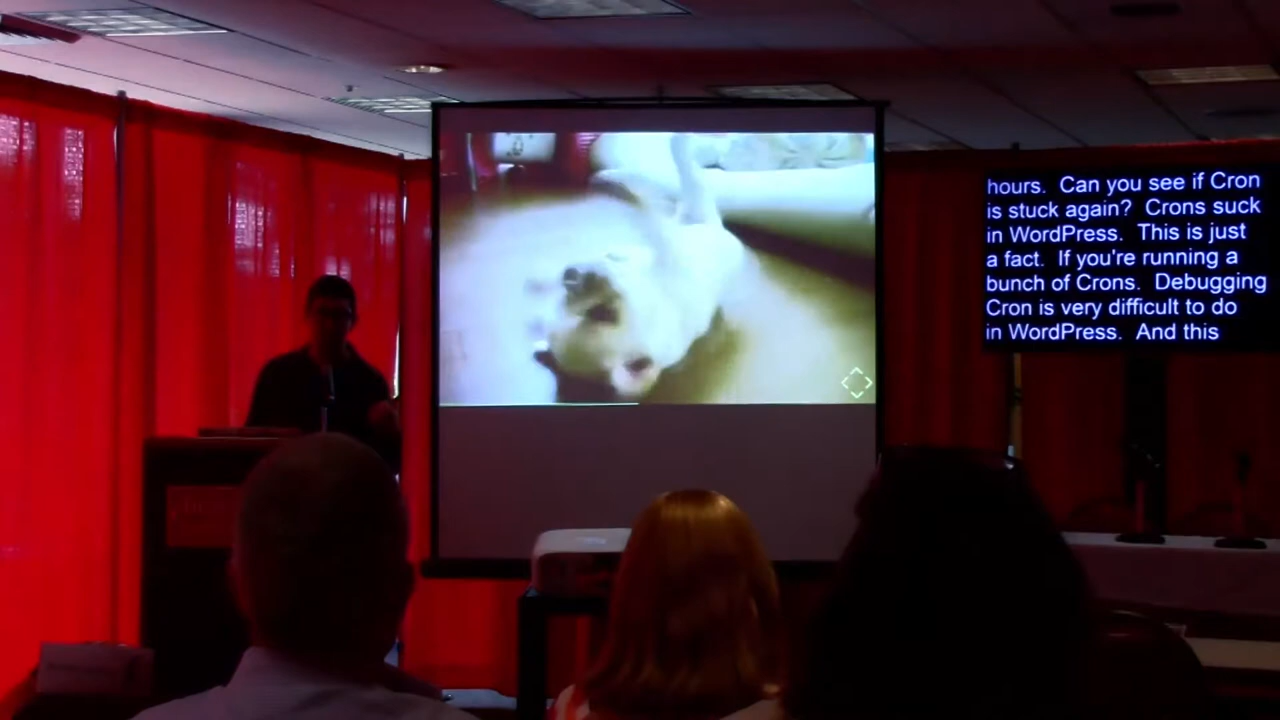 hours.  Can you see if Cron
is stuck again?  Crons suck
in WordPress.  This is just
a fact.  If you're running a
bunch of Crons.  Debugging
Cron is very difficult to do
in WordPress.  And this